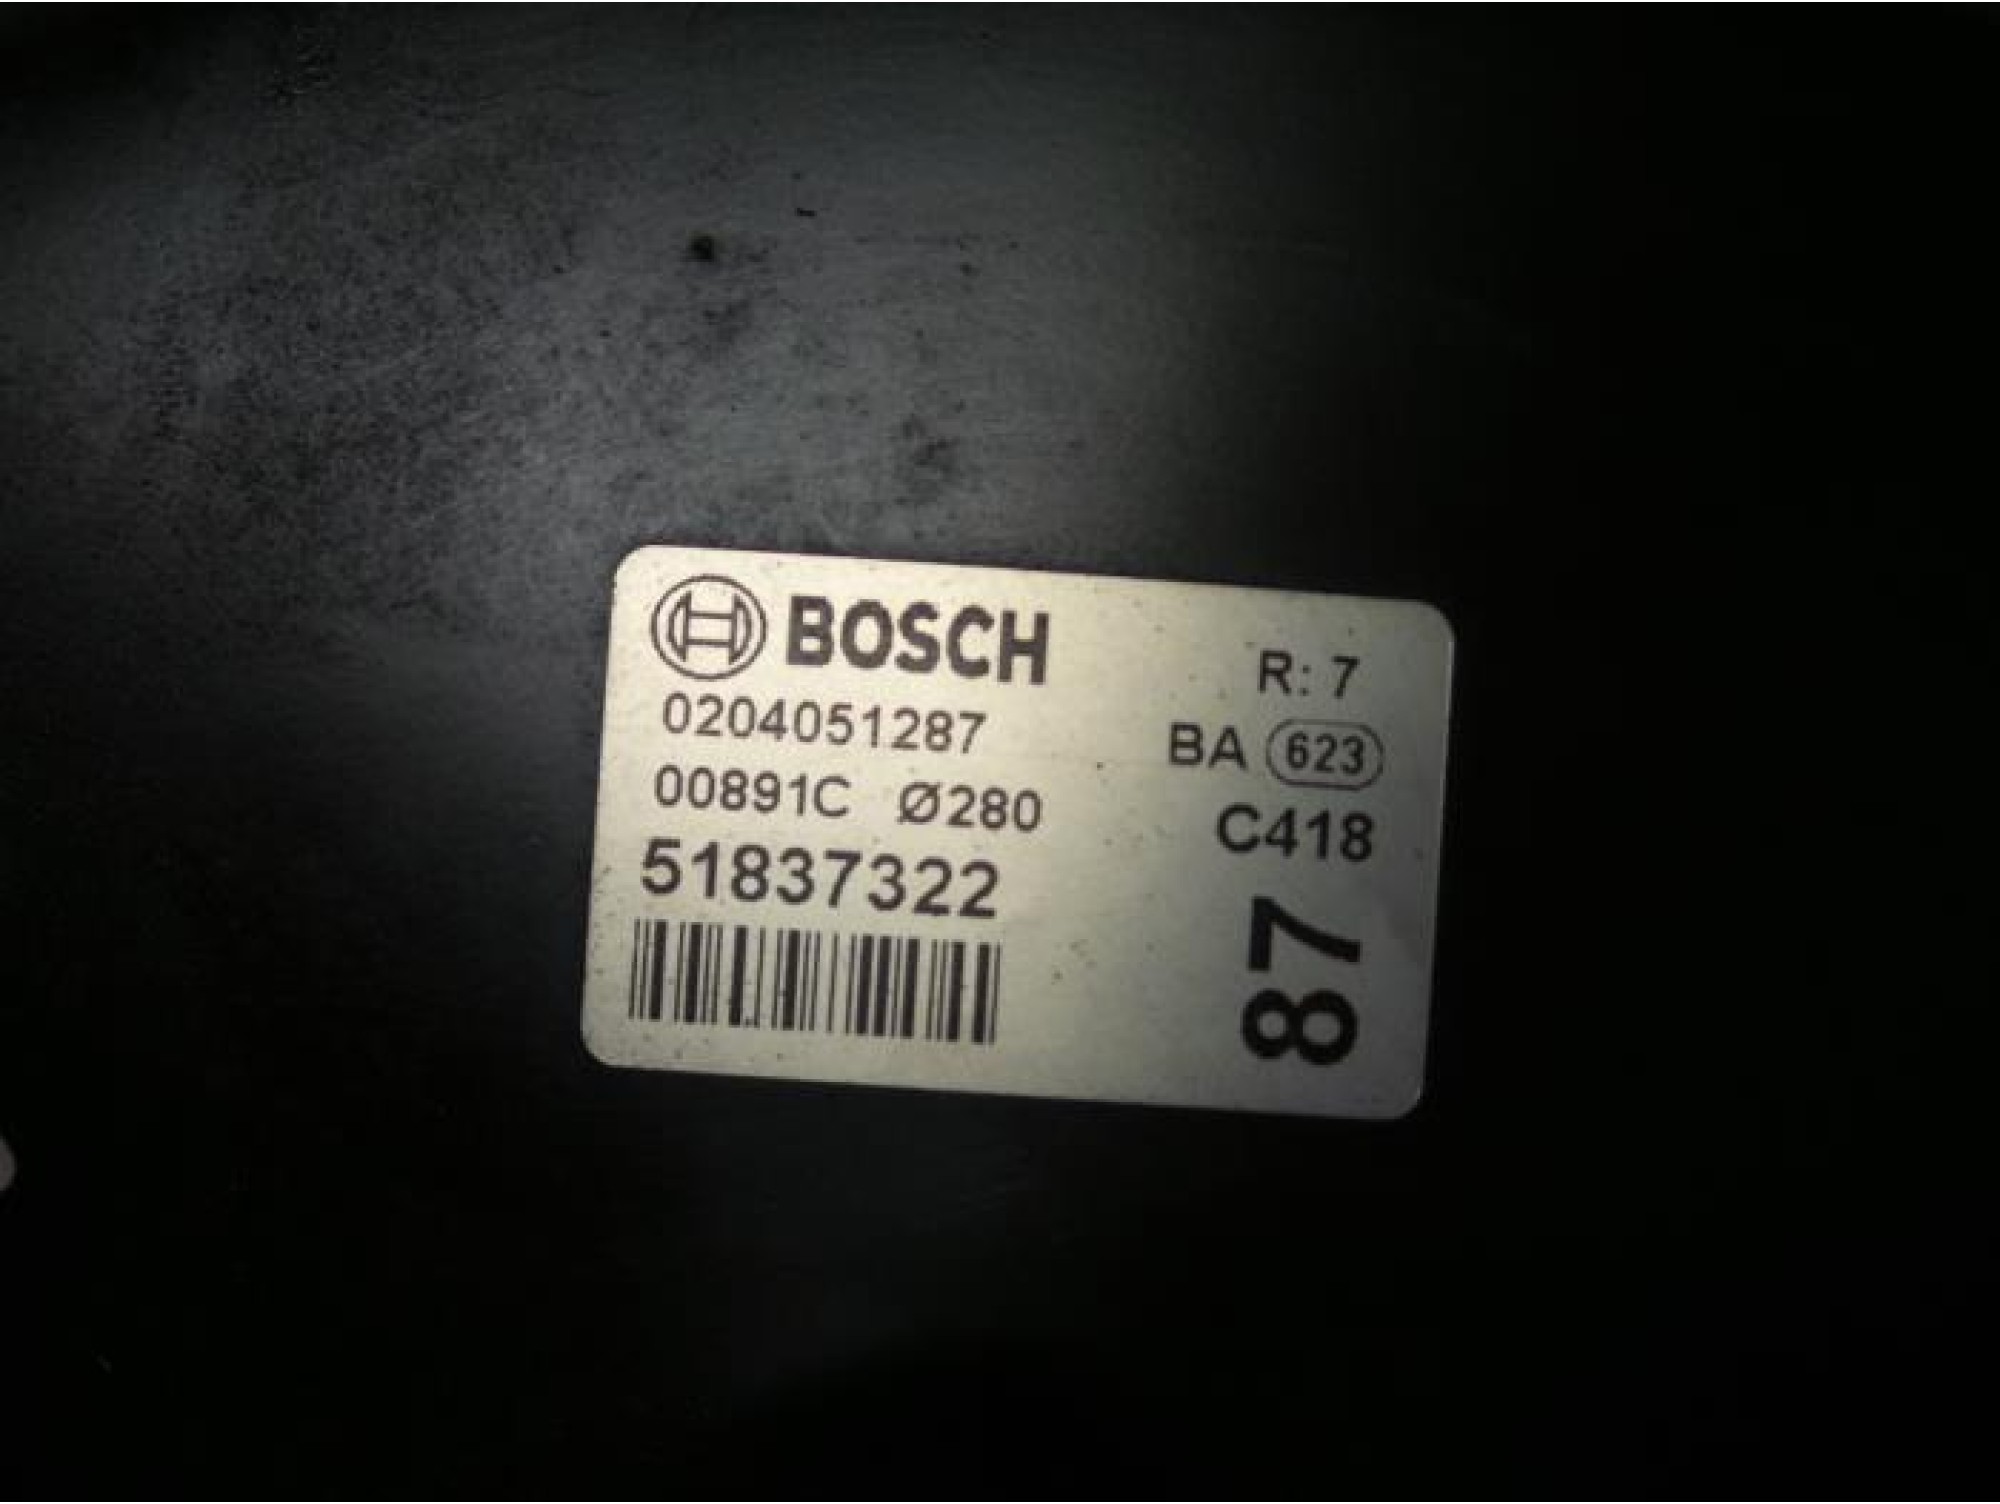 BOSCH
0204051287
00891C Ø280
51837322
R: 7
BA 623
C418
87